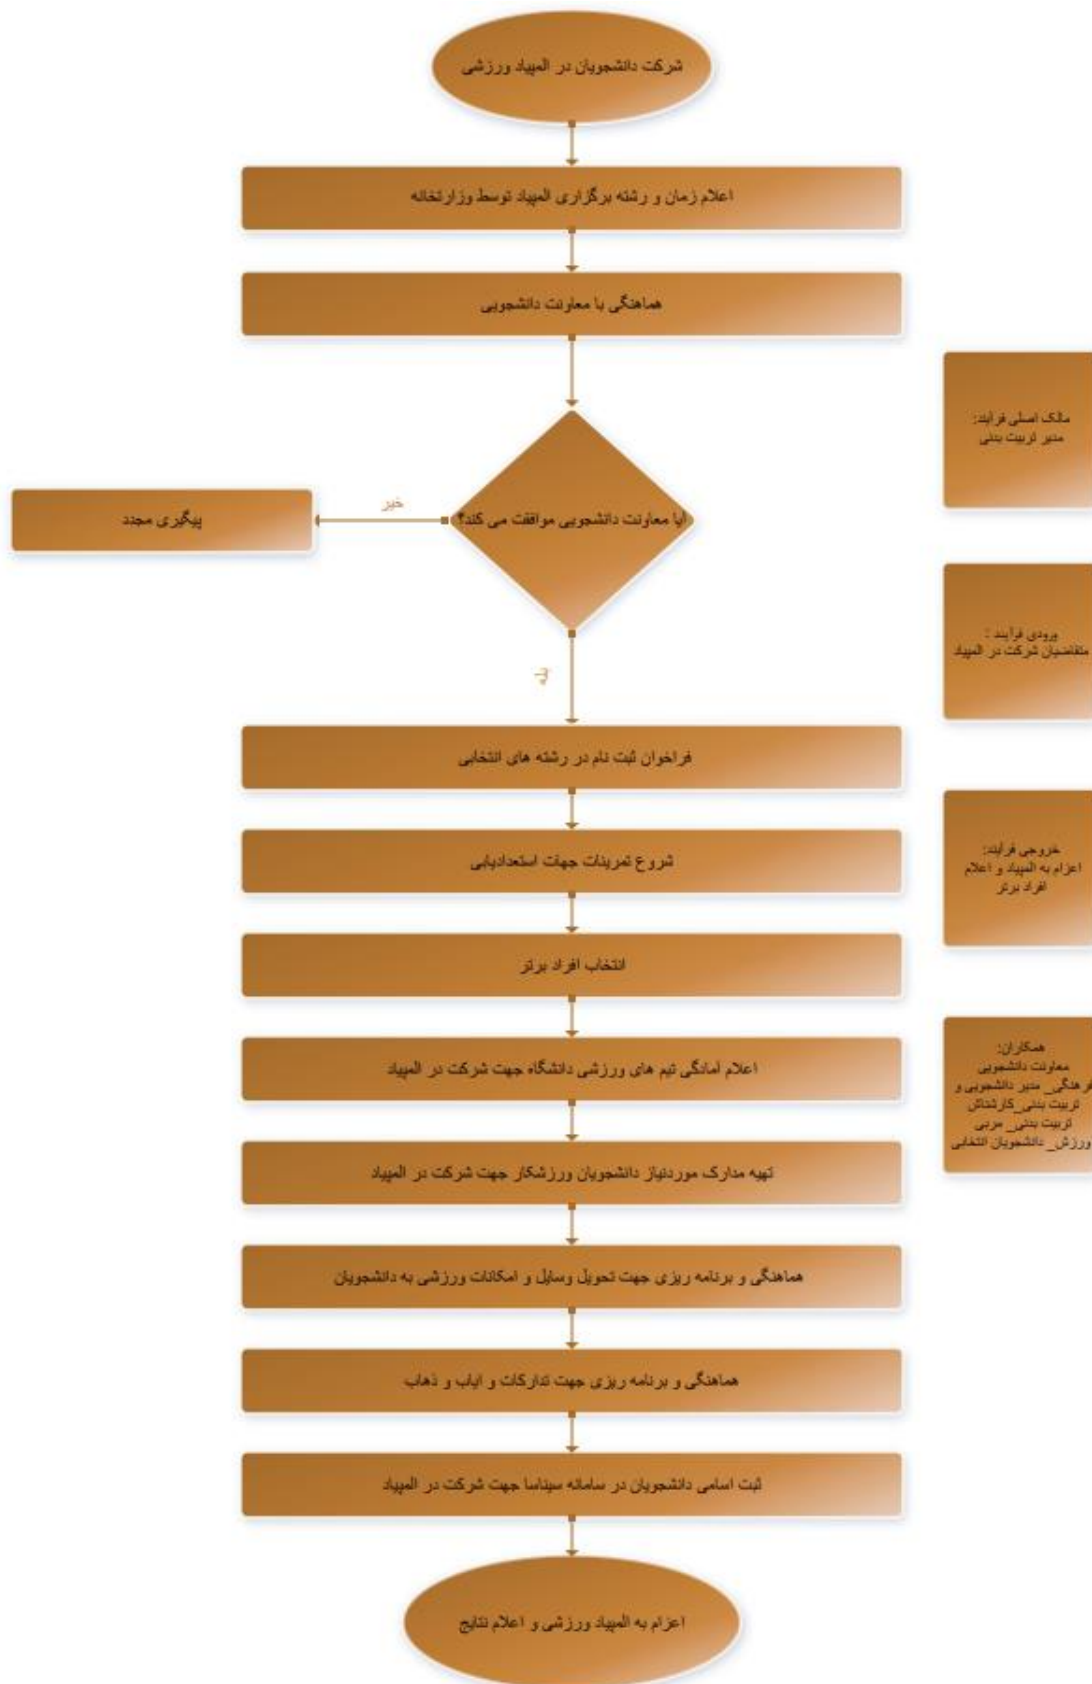 شرکت دانشجویان در المپیاد ورزشی
اعلام زمان و رشته برگزاری المپیاد توسط وزارتخانه
هماهنگی با معاونت دانشجویی
آیا معاونت دانشجویی موافقت می کند؟
خیر
پیگیری مجدد
بله
فراخوان ثبت نام در رشته های انتخابی
شروع تمرینات جهات استعدادیابی
انتخاب افراد برتر
اعلام آمادگی تیم های ورزشی دانشگاه جهت شرکت در المپیاد
تهیه مدارک موردنیاز دانشجویان ورزشکار جهت شرکت در المپیاد
هماهنگی و برنامه ریزی جهت تحویل وسایل و امکانات ورزشی به دانشجویان
هماهنگی و برنامه ریزی جهت تدارکات و ایاب و ذهاب
ثبت اسامی دانشجویان در سامانه سیناسا جهت شرکت در المپیاد
اعزام به المپیاد ورزشی و اعلام نتایج
مالک اصلی فرآیند:
مدیر تربیت بدنی
ورودی فرآیند :
متقاضیان شرکت در المپیاد
خروجی فرآیند:
اعزام به المپیاد و اعلام
افراد برتر
همکاران:
معاونت دانشجویی
فرهنگی_ مدیر دانشجویی و
تربیت بدنی_کارشناش
تربیت بدنی_ مربی
ورزش_ دانشجویان انتخابی